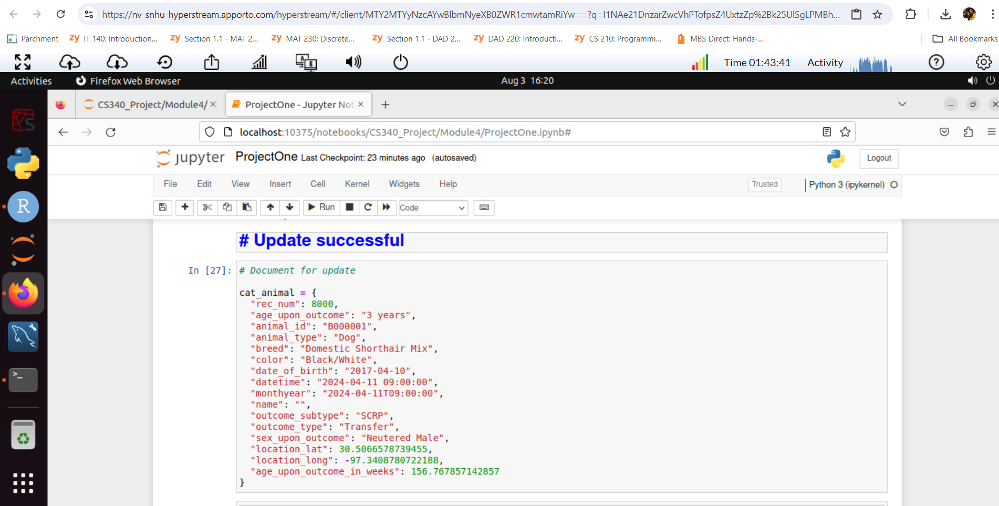 https://nv-snhu-hyperstream.apporto.com/hyperstream/#/client/MTY2MTYyNzcAYwBlbmNyeXB0ZWR1cmwtamRiYw==?q=I1NAe21DnzarZwcVhPTofpsZ4UxtzZp%2Bk25UlSgLPMBh...
Parchment
zy IT 140: Introduction...
zy Section 1.1 - MAT 2...
zy MAT 230: Discrete...
zy Section 1.1 - DAD 2...
zy DAD 220: Introducti...
zy CS 210: Programmi...
MBS Direct: Hands-...
All Bookmarks
Time 01:43:41 Activity
Activities Firefox Web Browser Aug 3 16:20
CS340_Project/Module4/
ProjectOne - Jupyter Not
localhost:10375/notebooks/CS340_Project/Module4/ProjectOne.ipynb#
jupyter ProjectOne Last Checkpoint: 23 minutes ago (autosaved)
Logout
File Edit View Insert Cell Kernel Widgets Help
Trusted Python 3 (ipykernel)
Run Code
# Update successful
In [27]: # Document for update
cat_animal = {
"rec_num": 8000,
"age_upon_outcome": "3 years",
"animal_id": "B000001",
"animal_type": "Dog",
"breed": "Domestic Shorthair Mix",
"color": "Black/White",
"date_of_birth": "2017-04-10",
"datetime": "2024-04-11 09:00:00",
"monthyear": "2024-04-11T09:00:00",
"name": "",
"outcome_subtype": "SCRP",
"outcome_type": "Transfer",
"sex_upon_outcome": "Neutered Male",
"location_lat": 30.5066578739455,
"location_long": -97.3408780722188,
"age_upon_outcome_in_weeks": 156.767857142857
}